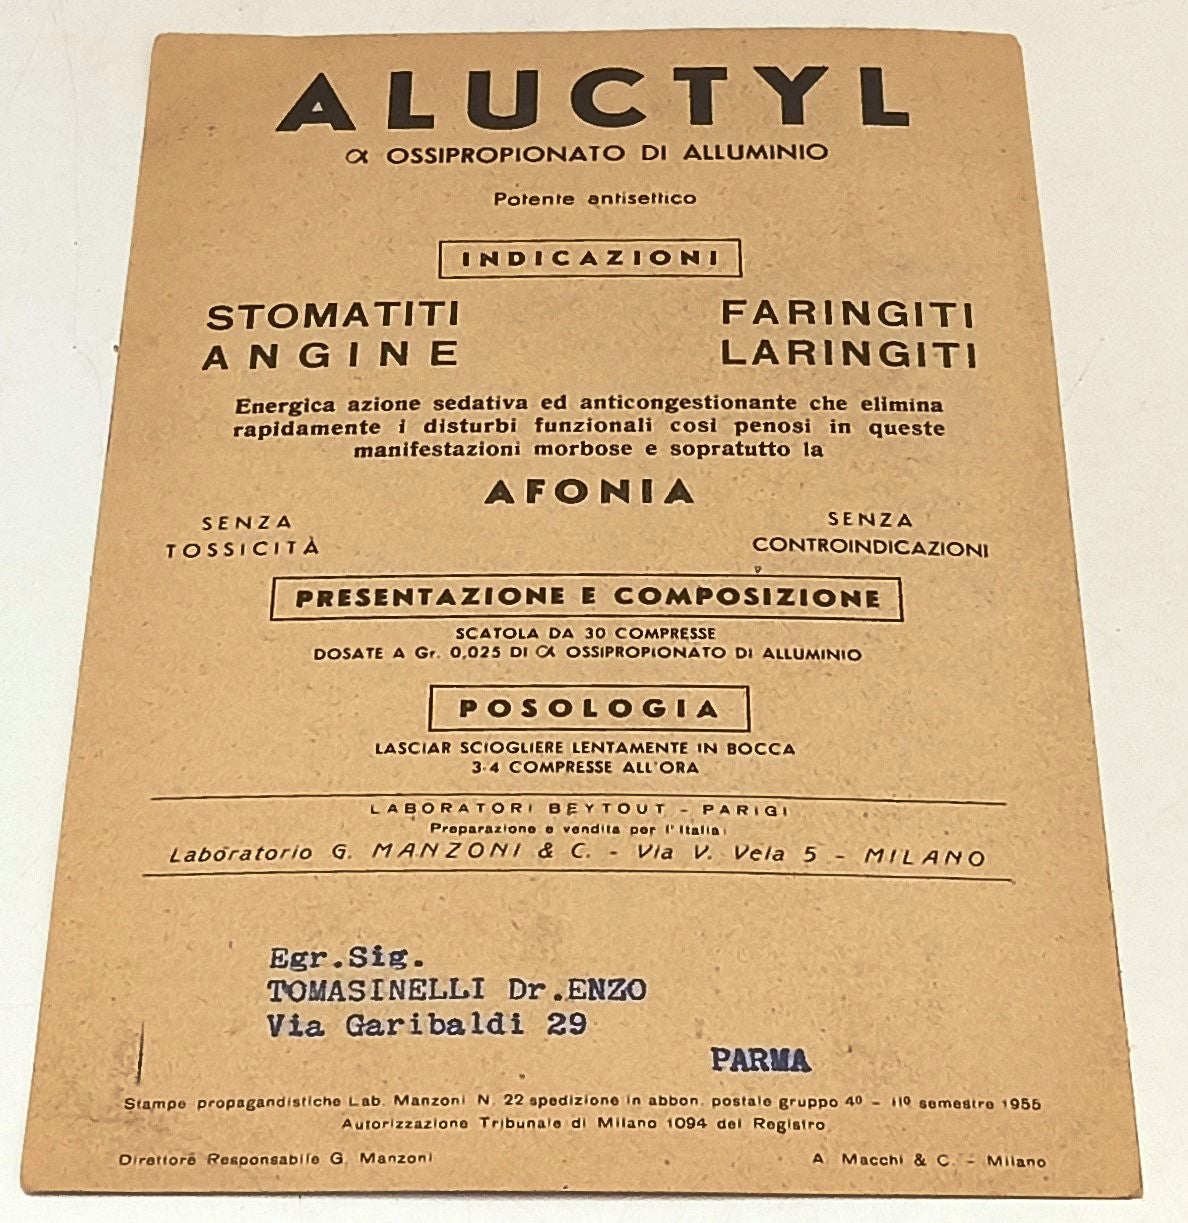 ALUCTYL
α OSSIPROPIONATO DI ALLUMINIO
Potente antisettico
INDICAZIONI
STOMATITI FARINGITI
ANGINE LARINGITI
Energica azione sedativa ed anticongestionante che elimina
rapidamente i disturbi funzionali così penosi in queste
manifestazioni morbose e sopratutto la
AFONIA
SENZA SENZA
TOSSICITÀ CONTROINDICAZIONI
PRESENTAZIONE E COMPOSIZIONE
SCATOLA DA 30 COMPRESSE
DOSATE A Gr. 0,025 DI α OSSIPROPIONATO DI ALLUMINIO
POSOLOGIA
LASCIAR SCIOGLIERE LENTAMENTE IN BOCCA
3-4 COMPRESSE ALL'ORA
LABORATORI BEYTOUT - PARIGI
Preparazione e vendita per l'Italia:
Laboratorio G. MANZONI & C. - Via V. Vela 5 - MILANO
Egr.Sig.
TOMASINELLI Dr.ENZO
Via Garibaldi 29
PARMA
Stampe propagandistiche Lab. Manzoni N. 22 spedizione in abbon. postale gruppo 4º - IIº semestre 1955
Autorizzazione Tribunale di Milano 1094 del Registro
Direttore Responsabile G. Manzoni A. Macchi & C. - Milano